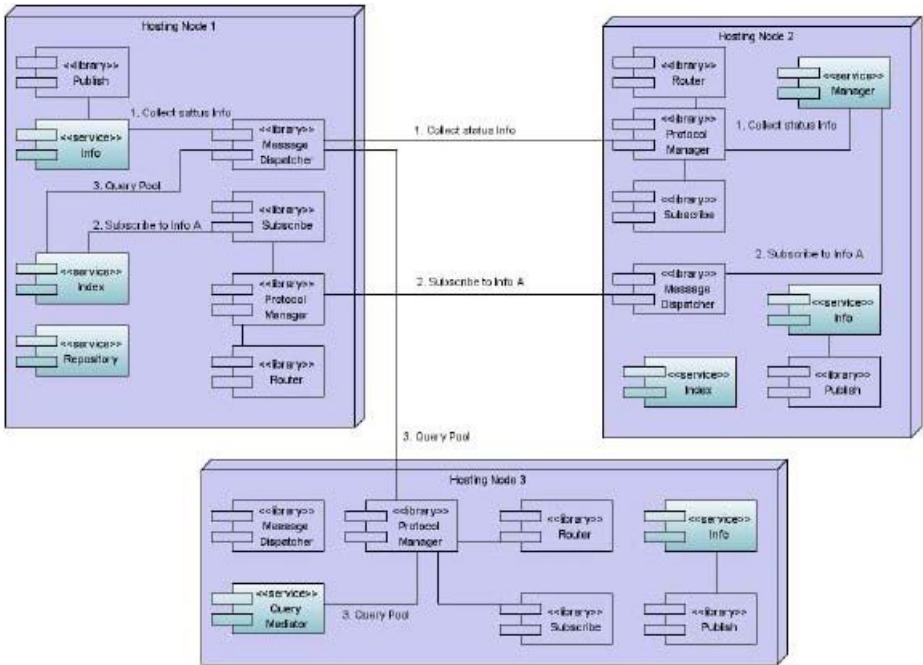 Hosting Node 1
<<library>>
Publish
1. Collect sattus Info
<<service>>
Info
<<library>>
Message
Dispatcher
3. Query Pool
2. Subscribe to Info A
<<library>>
Subscribe
<<service>>
Index
<<library>>
Protocol
Manager
<<service>>
Repository
<<library>>
Router
1. Collect status Info
2. Subscribe to Info A
3. Query Pool
Hosting Node 2
<<library>>
Router
<<service>>
Manager
<<library>>
Protocol
Manager
1. Collect status Info
<<library>>
Subscribe
2. Subscribe to Info A
<<library>>
Message
Dispatcher
<<service>>
Info
<<service>>
Index
<<library>>
Publish
Hosting Node 3
<<library>>
Message
Dispatcher
<<library>>
Protocol
Manager
<<library>>
Router
<<service>>
Info
<<service>>
Query
Mediator
3. Query Pool
<<library>>
Subscribe
<<library>>
Publish